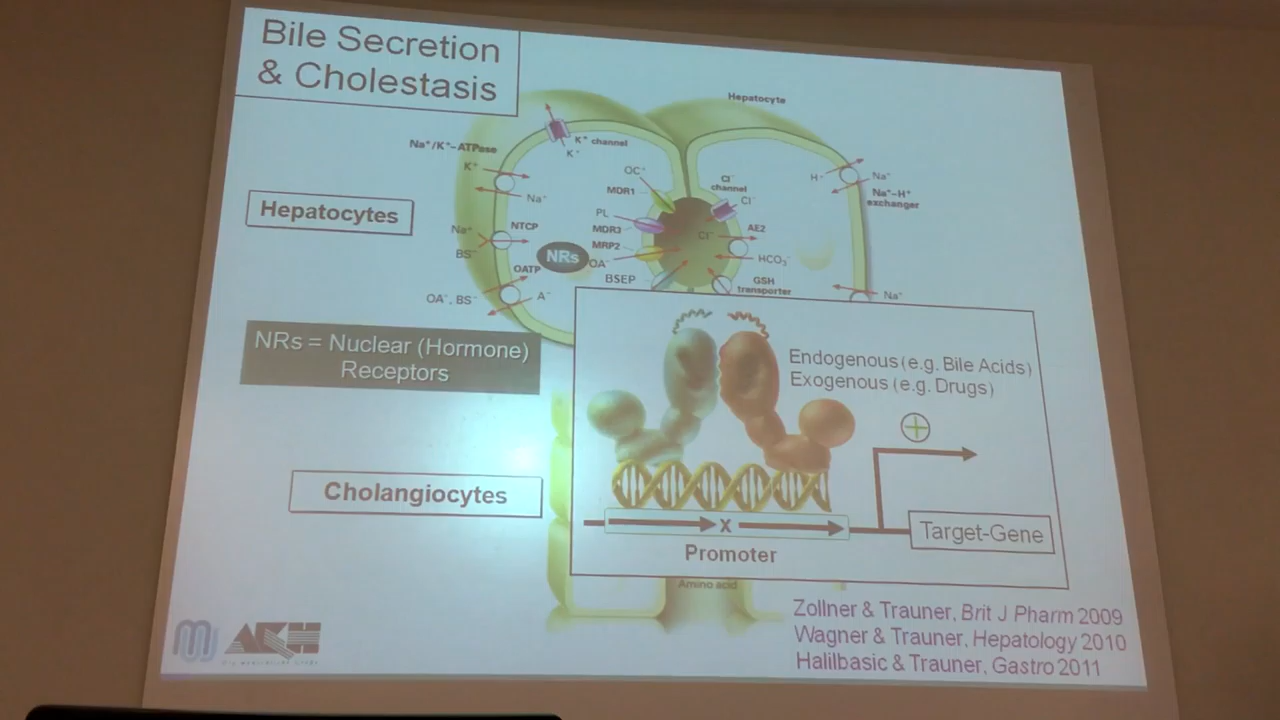 Bile Secretion
& Cholestasis
Hepatocyte
Na⁺/K⁺-ATPase
K⁺
Na⁺
K⁺ channel
K⁺
OC⁺
MDR1
Cl⁻
channel
Cl⁻
H⁺
Na⁺
Na⁺-H⁺
exchanger
Hepatocytes
PL
MDR3
Na⁺
BS⁻
NTCP
NRs
MRP2
OA⁻
Cl⁻
AE2
HCO₃⁻
OATP
OA⁻, BS⁻
A⁻
BSEP
GSH
transporter
Na⁺
NRs = Nuclear (Hormone)
Receptors
Endogenous (e.g. Bile Acids)
Exogenous (e.g. Drugs)
+
Cholangiocytes
x
Promoter
Target-Gene
Amino acid
Zollner & Trauner, Brit J Pharm 2009
Wagner & Trauner, Hepatology 2010
Halilbasic & Trauner, Gastro 2011
AKH